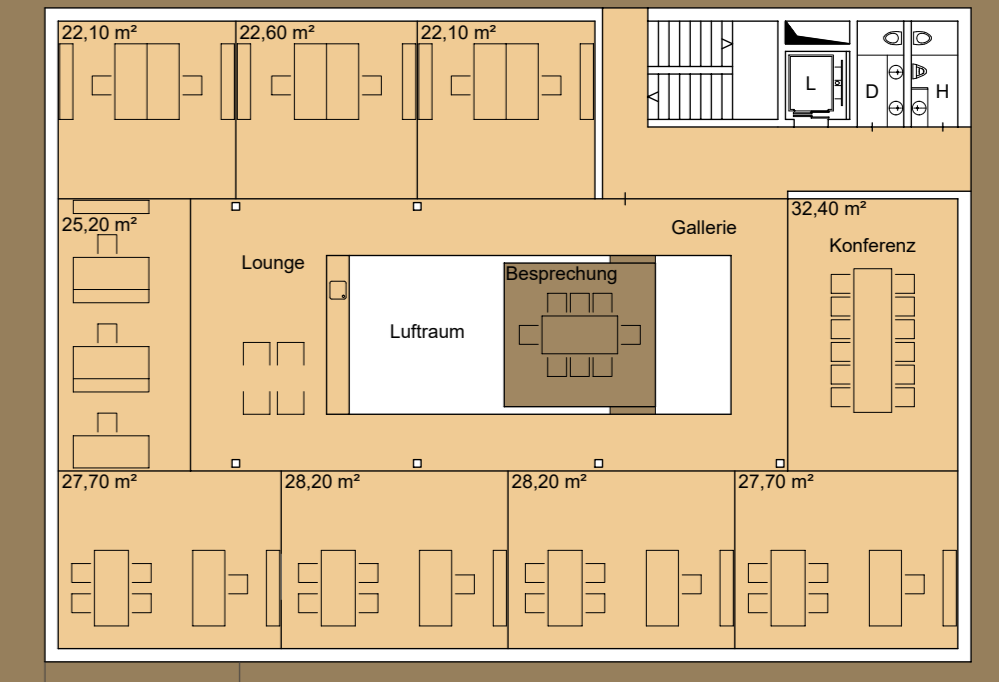 22,10 m²
22,60 m²
22,10 m²
L
D
H
25,20 m²
32,40 m²
Gallerie
Konferenz
Lounge
Besprechung
Luftraum
27,70 m²
28,20 m²
28,20 m²
27,70 m²